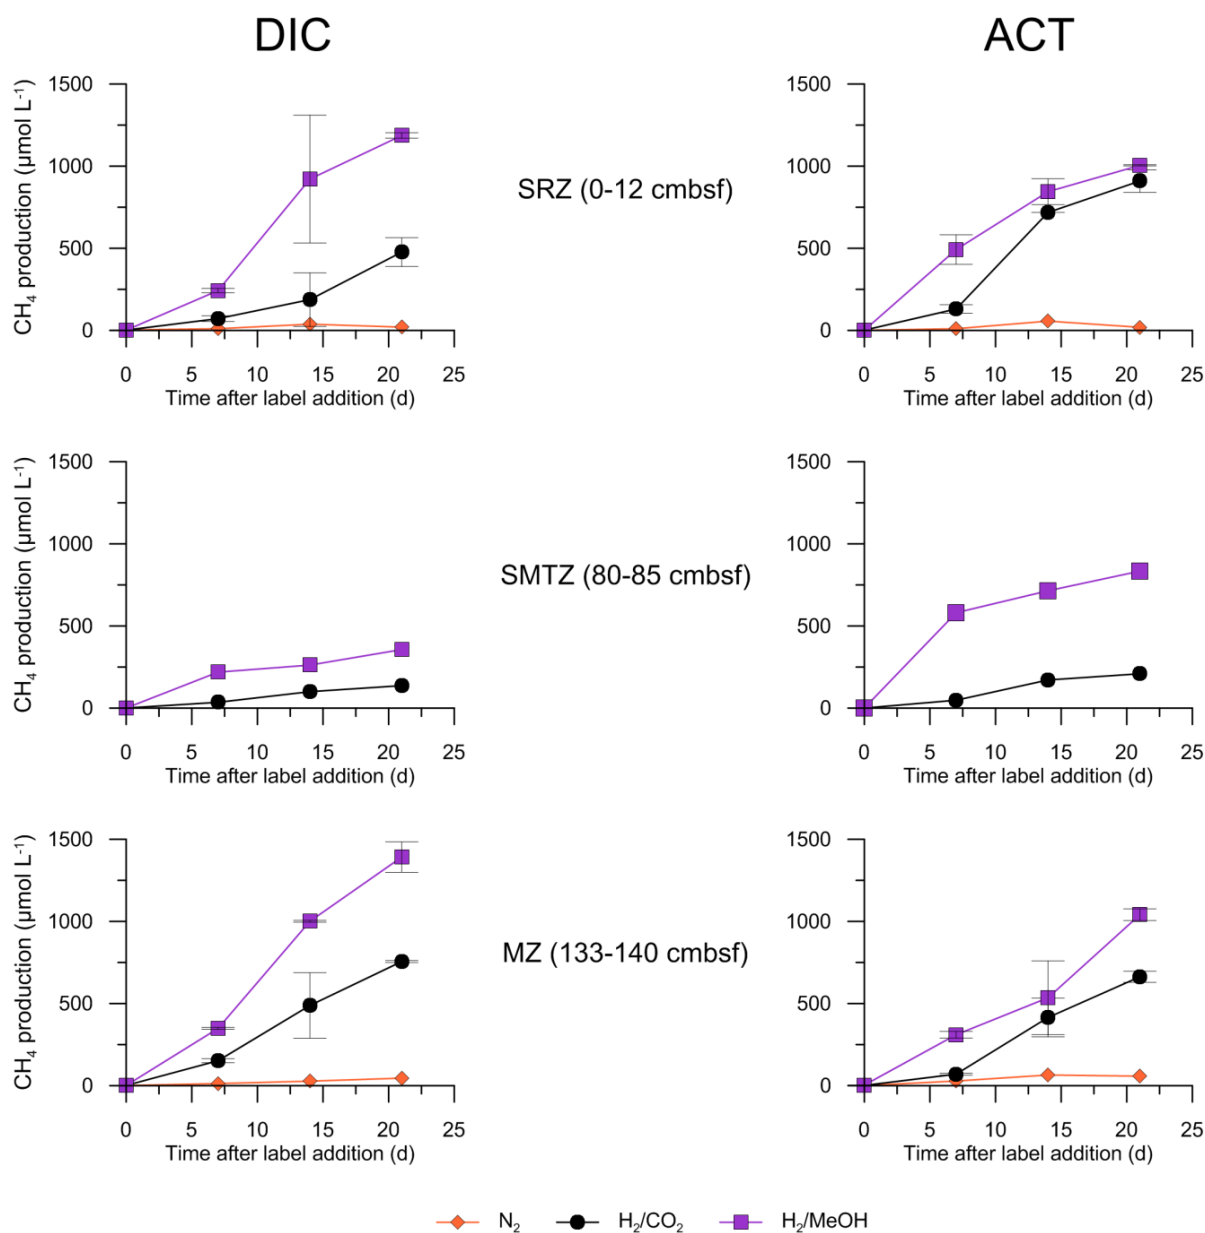 DIC
ACT
CH₄ production (µmol L⁻¹)
1500
1000
500
0
0 5 10 15 20 25
Time after label addition (d)
SRZ (0-12 cmbsf)
1500
1000
500
0
0 5 10 15 20 25
Time after label addition (d)
CH₄ production (µmol L⁻¹)
1500
1000
500
0
0 5 10 15 20 25
Time after label addition (d)
SMTZ (80-85 cmbsf)
1500
1000
500
0
0 5 10 15 20 25
Time after label addition (d)
CH₄ production (µmol L⁻¹)
1500
1000
500
0
0 5 10 15 20 25
Time after label addition (d)
MZ (133-140 cmbsf)
1500
1000
500
0
0 5 10 15 20 25
Time after label addition (d)
N₂ H₂/CO₂ H₂/MeOH